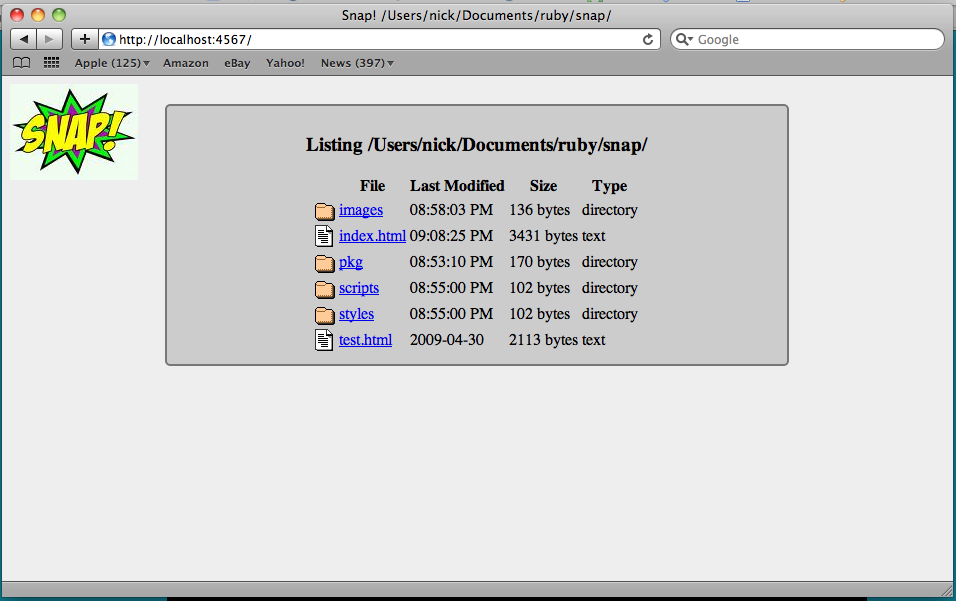 Snap! /Users/nick/Documents/ruby/snap/
http://localhost:4567/
Google
Apple (125) Amazon eBay Yahoo! News (397)
SNAP!
Listing /Users/nick/Documents/ruby/snap/
File Last Modified Size Type
images 08:58:03 PM 136 bytes directory
index.html 09:08:25 PM 3431 bytes text
pkg 08:53:10 PM 170 bytes directory
scripts 08:55:00 PM 102 bytes directory
styles 08:55:00 PM 102 bytes directory
test.html 2009-04-30 2113 bytes text